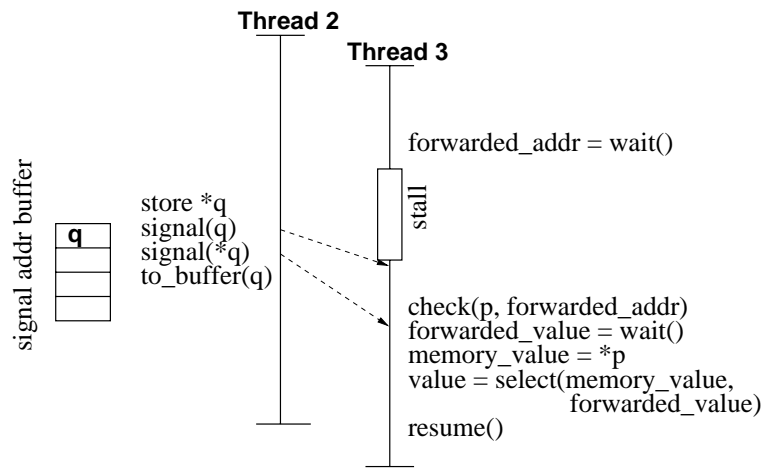 Thread 2
Thread 3
forwarded_addr = wait()
stall
signal addr buffer
q
store *q
signal(q)
signal(*q)
to_buffer(q)
check(p, forwarded_addr)
forwarded_value = wait()
memory_value = *p
value = select(memory_value,
forwarded_value)
resume()